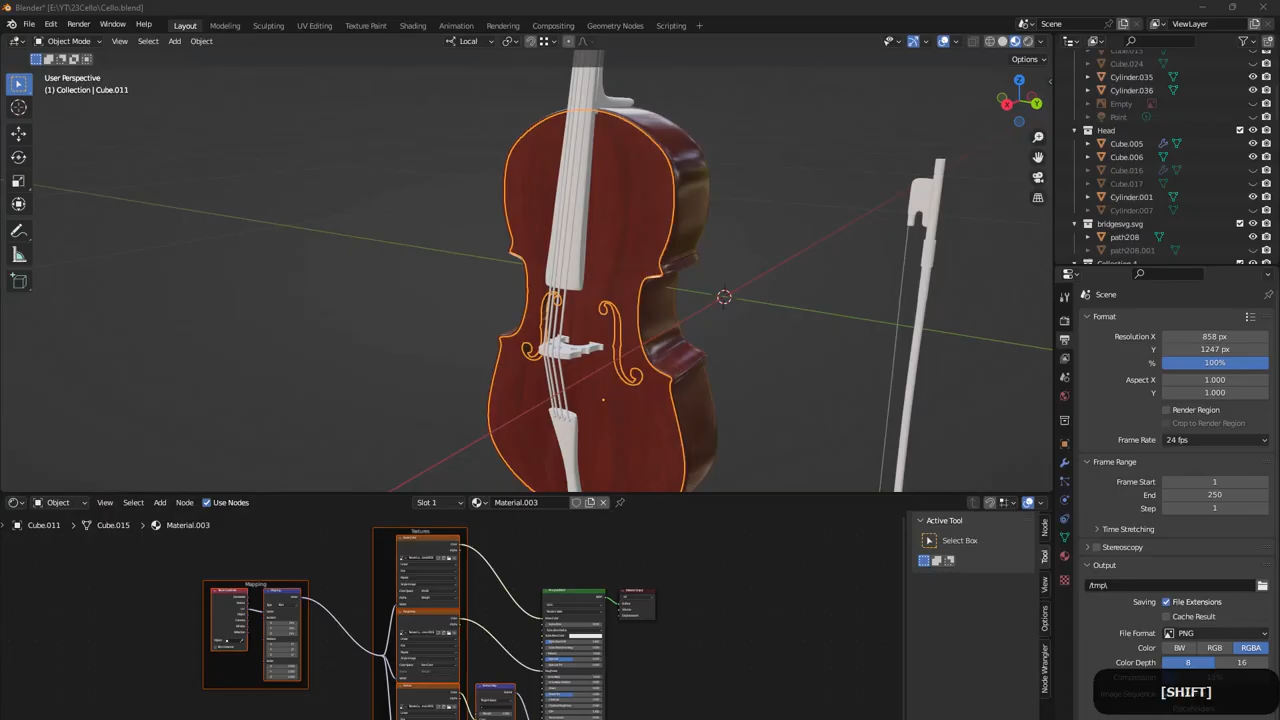 Blender* [E:\YT\23Cello\Cello.blend]
File Edit Render Window Help Layout Modeling Sculpting UV Editing Texture Paint Shading Animation Rendering Compositing Geometry Nodes Scripting Scene ViewLayer
Object Mode View Select Add Object Local
Options
User Perspective
(1) Collection | Cube.011
Cube.024
Cylinder.035
Cylinder.036
Empty
Point
Head
Cube.005
Cube.006
Cube.016
Cube.017
Cylinder.001
Cylinder.007
bridgesvg.svg
path208
path208.001
Scene
Format
Resolution X 858 px
Y 1247 px
% 100%
Aspect X 1.000
Y 1.000
Render Region
Crop to Render Region
Frame Rate 24 fps
Frame Range
Frame Start 1
End 250
Step 1
Time Stretching
Stereoscopy
Output
/tmp\
Saving File Extensions
Cache Result
File Format PNG
Color BW RGB RGBA
Color Depth 8 16
Compression 15%
Image Sequence
Placeholders
[SHIFT]
Object View Select Add Node Use Nodes Slot 1 Material.003
Cube.011 Cube.015 Material.003
Active Tool
Select Box
Node
Tool
View
Options
Node Wrangler
Textures
Mapping